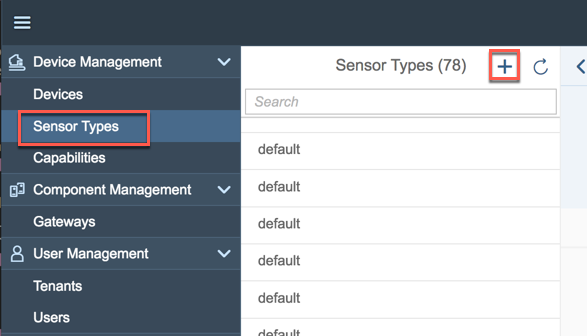 Device Management
Devices
Sensor Types
Capabilities
Component Management
Gateways
User Management
Tenants
Users
Sensor Types (78)
Search
default
default
default
default
default
default